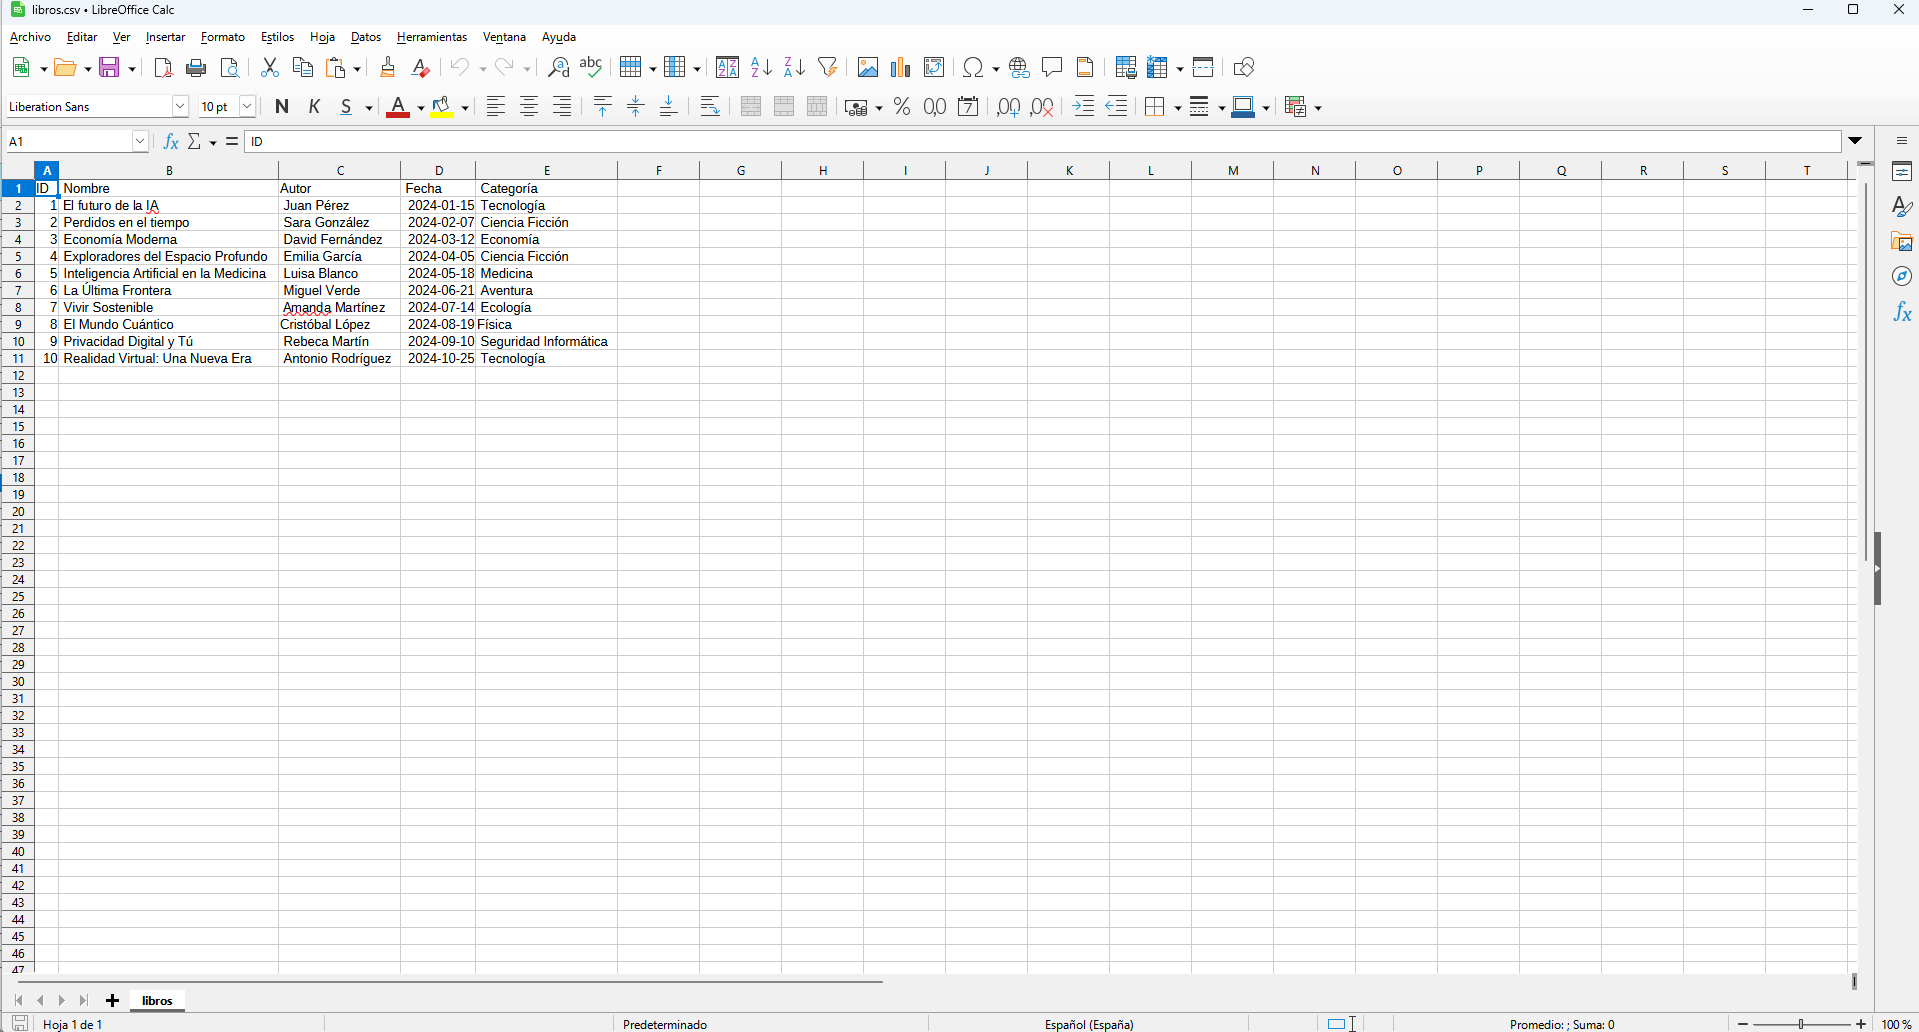 libros.csv • LibreOffice Calc
Archivo Editar Ver Insertar Formato Estilos Hoja Datos Herramientas Ventana Ayuda
Liberation Sans 10 pt N K S A
A1 fx Σ = ID
A B C D E F G H I J K L M N O P Q R S T
1 ID Nombre Autor Fecha Categoría
2 1 El futuro de la IA Juan Pérez 2024-01-15 Tecnología
3 2 Perdidos en el tiempo Sara González 2024-02-07 Ciencia Ficción
4 3 Economía Moderna David Fernández 2024-03-12 Economía
5 4 Exploradores del Espacio Profundo Emilia García 2024-04-05 Ciencia Ficción
6 5 Inteligencia Artificial en la Medicina Luisa Blanco 2024-05-18 Medicina
7 6 La Última Frontera Miguel Verde 2024-06-21 Aventura
8 7 Vivir Sostenible Amanda Martínez 2024-07-14 Ecología
9 8 El Mundo Cuántico Cristóbal López 2024-08-19 Física
10 9 Privacidad Digital y Tú Rebeca Martín 2024-09-10 Seguridad Informática
11 10 Realidad Virtual: Una Nueva Era Antonio Rodríguez 2024-10-25 Tecnología
12
13
14
15
16
17
18
19
20
21
22
23
24
25
26
27
28
29
30
31
32
33
34
35
36
37
38
39
40
41
42
43
44
45
46
47
libros
Hoja 1 de 1 Predeterminado Español (España) Promedio: ; Suma: 0 100 %